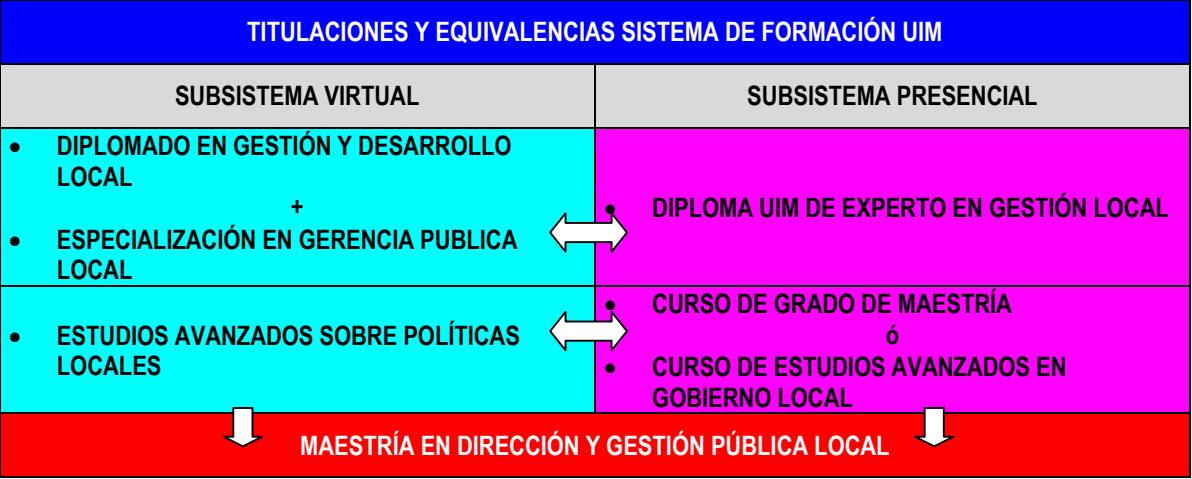 TITULACIONES Y EQUIVALENCIAS SISTEMA DE FORMACIÓN UIM
SUBSISTEMA VIRTUAL
SUBSISTEMA PRESENCIAL
• DIPLOMADO EN GESTIÓN Y DESARROLLO
LOCAL
+
• ESPECIALIZACIÓN EN GERENCIA PUBLICA
LOCAL
• DIPLOMA UIM DE EXPERTO EN GESTIÓN LOCAL
• ESTUDIOS AVANZADOS SOBRE POLÍTICAS
LOCALES
• CURSO DE GRADO DE MAESTRÍA
ó
• CURSO DE ESTUDIOS AVANZADOS EN
GOBIERNO LOCAL
MAESTRÍA EN DIRECCIÓN Y GESTIÓN PÚBLICA LOCAL